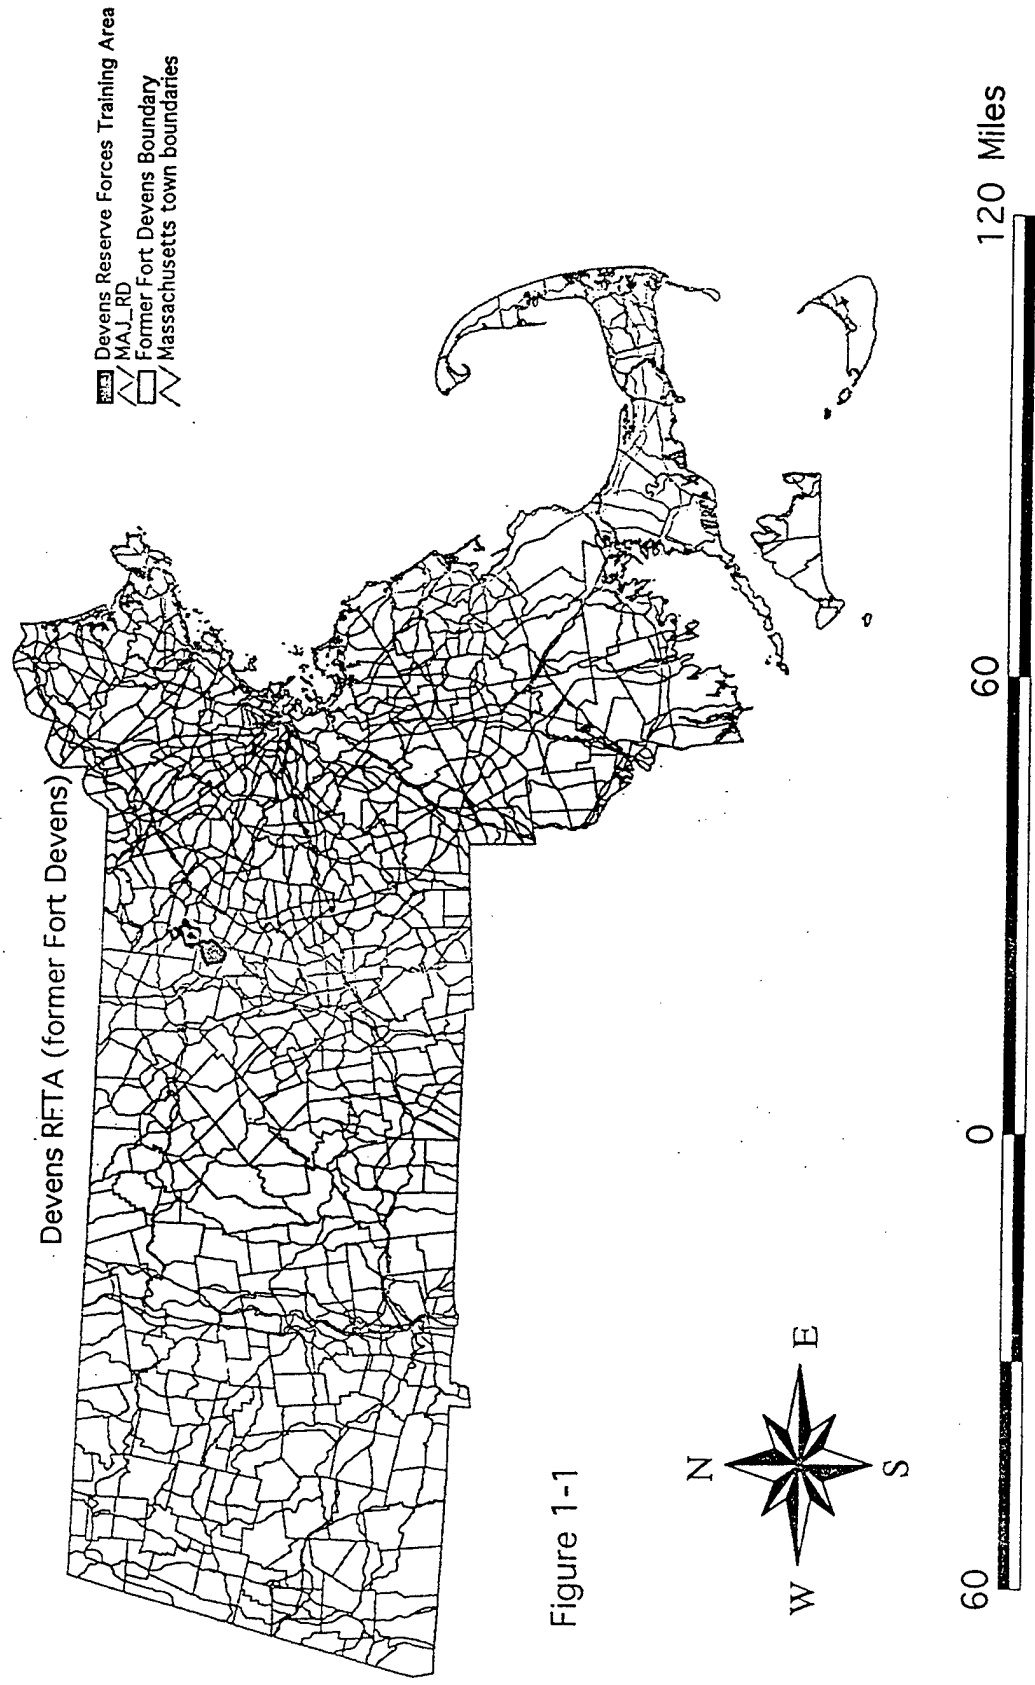 Devens RFTA (former Fort Devens)
Devens Reserve Forces Training Area
MAJ_RD
Former Fort Devens Boundary
Massachusetts town boundaries
Figure 1-1
N
W
E
S
60
0
60
120 Miles